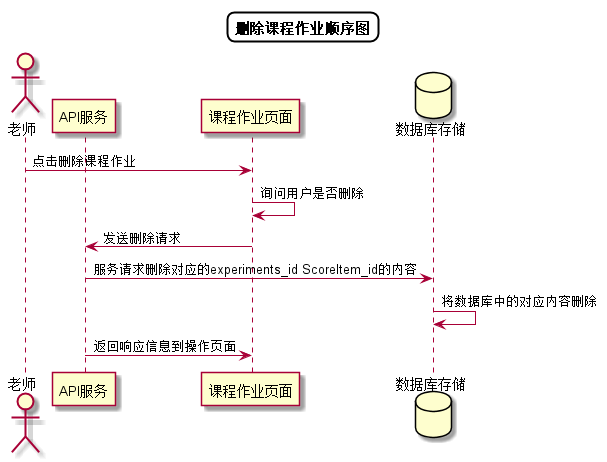 删除课程作业顺序图
老师
API服务
课程作业页面
数据库存储
点击删除课程作业
询问用户是否删除
发送删除请求
服务请求删除对应的experiments_id ScoreItem_id的内容
将数据库中的对应内容删除
返回响应信息到操作页面
老师
API服务
课程作业页面
数据库存储